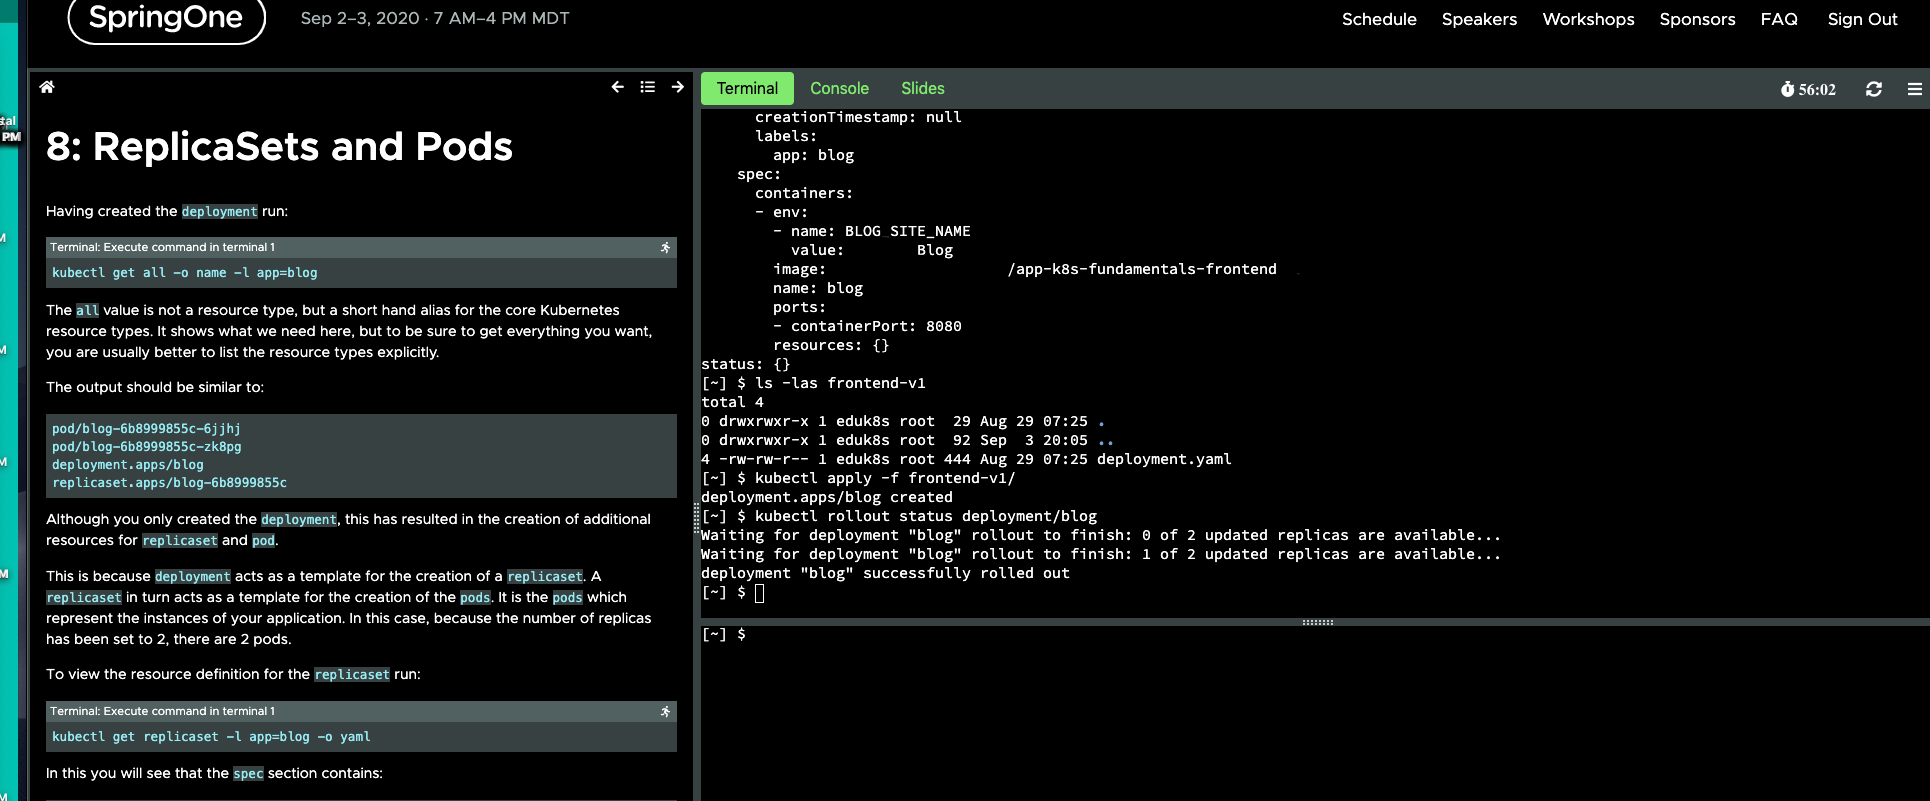 SpringOne
Sep 2–3, 2020 · 7 AM–4 PM MDT
Schedule Speakers Workshops Sponsors FAQ Sign Out
PM
8: ReplicaSets and Pods
Having created the deployment run:
Terminal: Execute command in terminal 1
kubectl get all -o name -l app=blog
The all value is not a resource type, but a short hand alias for the core Kubernetes
resource types. It shows what we need here, but to be sure to get everything you want,
you are usually better to list the resource types explicitly.
The output should be similar to:
pod/blog-6b8999855c-6jjhj
pod/blog-6b8999855c-zk8pg
deployment.apps/blog
replicaset.apps/blog-6b8999855c
Although you only created the deployment, this has resulted in the creation of additional
resources for replicaset and pod.
This is because deployment acts as a template for the creation of a replicaset. A
replicaset in turn acts as a template for the creation of the pods. It is the pods which
represent the instances of your application. In this case, because the number of replicas
has been set to 2, there are 2 pods.
To view the resource definition for the replicaset run:
Terminal: Execute command in terminal 1
kubectl get replicaset -l app=blog -o yaml
In this you will see that the spec section contains:
Terminal Console Slides
56:02
creationTimestamp: null
labels:
app: blog
spec:
containers:
- env:
- name: BLOG_SITE_NAME
value: Blog
image: /app-k8s-fundamentals-frontend
name: blog
ports:
- containerPort: 8080
resources: {}
status: {}
[~] $ ls -las frontend-v1
total 4
0 drwxrwxr-x 1 eduk8s root 29 Aug 29 07:25 .
0 drwxrwxr-x 1 eduk8s root 92 Sep 3 20:05 ..
4 -rw-rw-r-- 1 eduk8s root 444 Aug 29 07:25 deployment.yaml
[~] $ kubectl apply -f frontend-v1/
deployment.apps/blog created
[~] $ kubectl rollout status deployment/blog
Waiting for deployment "blog" rollout to finish: 0 of 2 updated replicas are available...
Waiting for deployment "blog" rollout to finish: 1 of 2 updated replicas are available...
deployment "blog" successfully rolled out
[~] $
[~] $